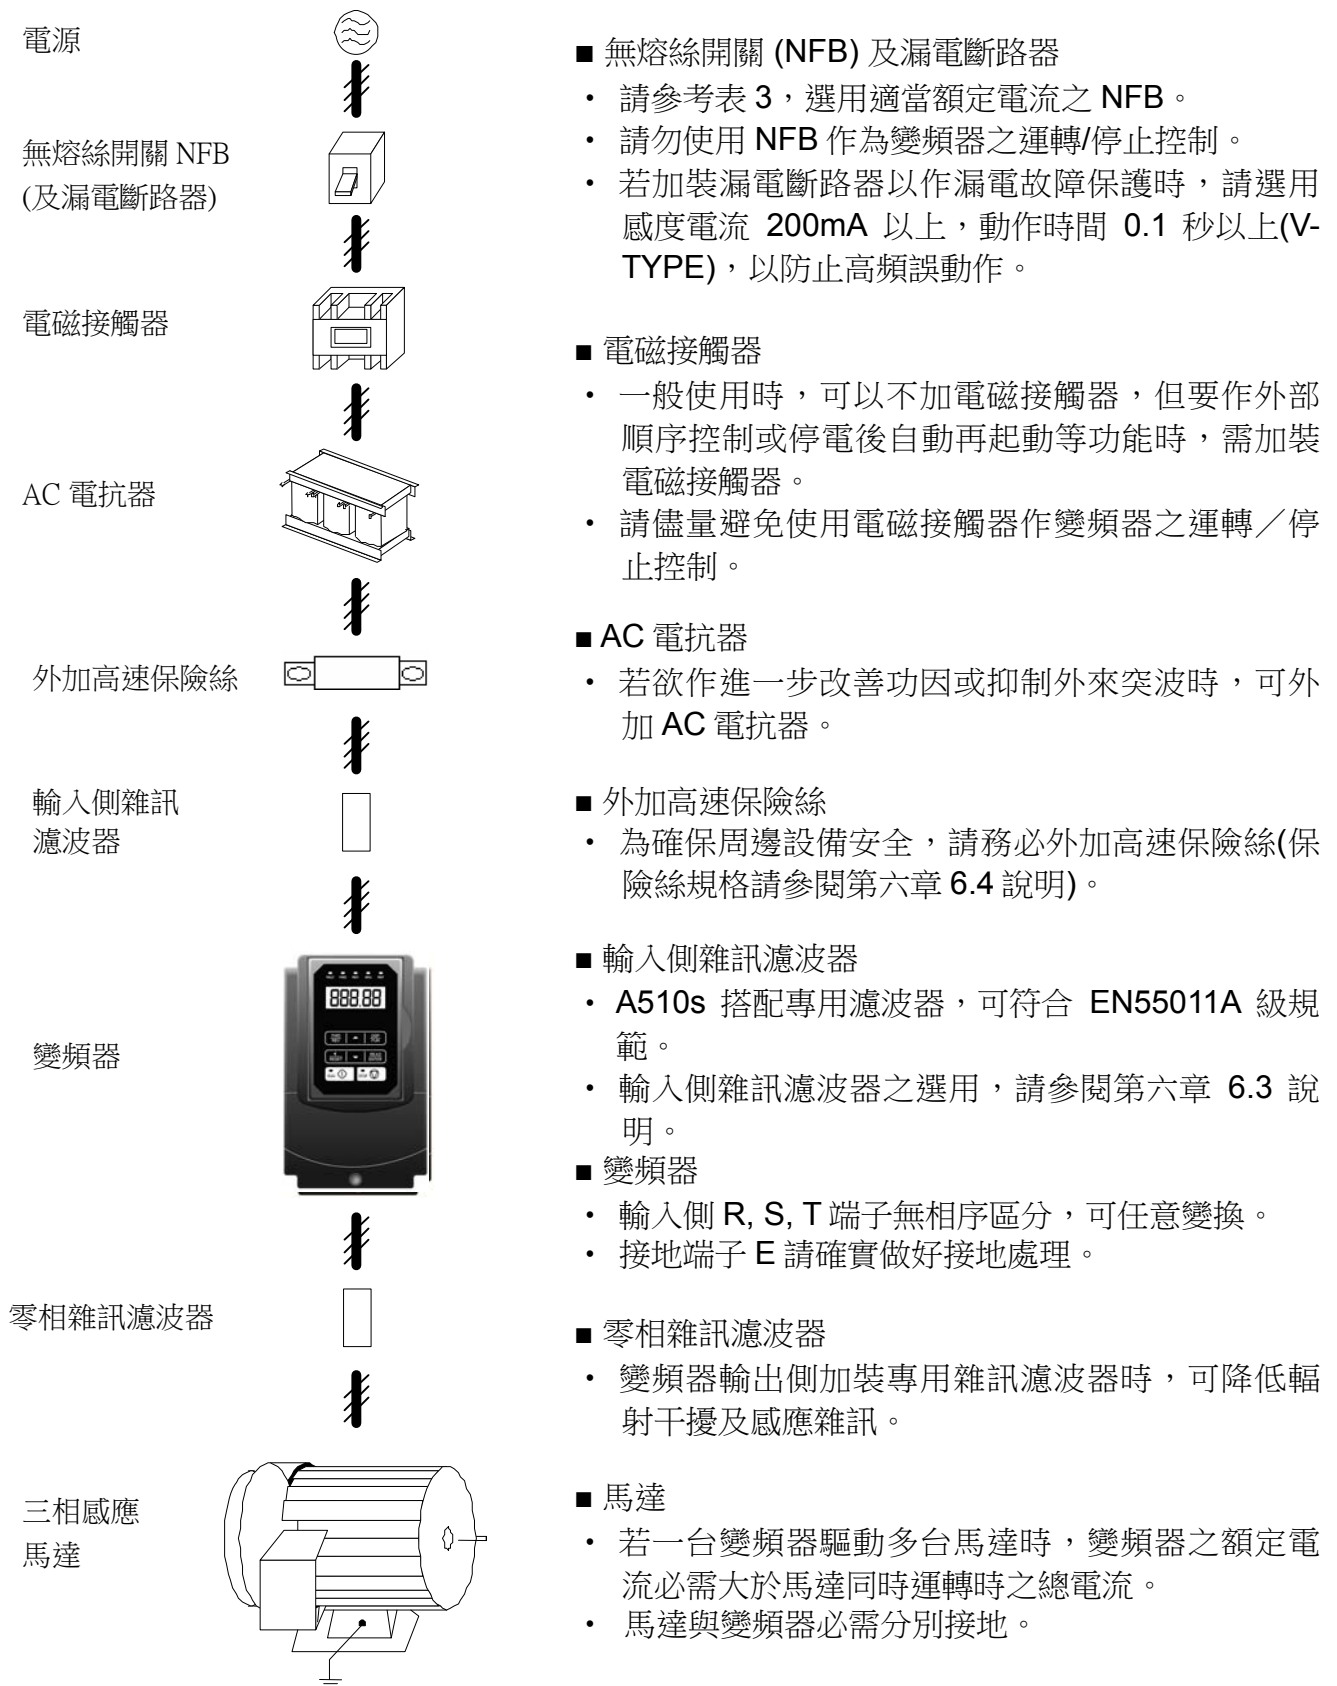 電源
無熔絲開關 NFB
(及漏電斷路器)
電磁接觸器
AC 電抗器
外加高速保險絲
輸入側雜訊
濾波器
變頻器
零相雜訊濾波器
三相感應
馬達
■ 無熔絲開關 (NFB) 及漏電斷路器
· 請參考表 3，選用適當額定電流之 NFB。
· 請勿使用 NFB 作為變頻器之運轉/停止控制。
· 若加裝漏電斷路器以作漏電故障保護時，請選用
感度電流 200mA 以上，動作時間 0.1 秒以上(V-
TYPE)，以防止高頻誤動作。
■ 電磁接觸器
· 一般使用時，可以不加電磁接觸器，但要作外部
順序控制或停電後自動再起動等功能時，需加裝
電磁接觸器。
· 請儘量避免使用電磁接觸器作變頻器之運轉／停
止控制。
■ AC 電抗器
· 若欲作進一步改善功因或抑制外來突波時，可外
加 AC 電抗器。
■ 外加高速保險絲
· 為確保周邊設備安全，請務必外加高速保險絲(保
險絲規格請參閱第六章 6.4 說明)。
■ 輸入側雜訊濾波器
· A510s 搭配專用濾波器，可符合 EN55011A 級規
範。
· 輸入側雜訊濾波器之選用，請參閱第六章 6.3 說
明。
■ 變頻器
· 輸入側 R, S, T 端子無相序區分，可任意變換。
· 接地端子 E 請確實做好接地處理。
■ 零相雜訊濾波器
· 變頻器輸出側加裝專用雜訊濾波器時，可降低輻
射干擾及感應雜訊。
■ 馬達
· 若一台變頻器驅動多台馬達時，變頻器之額定電
流必需大於馬達同時運轉時之總電流。
· 馬達與變頻器必需分別接地。
888.88